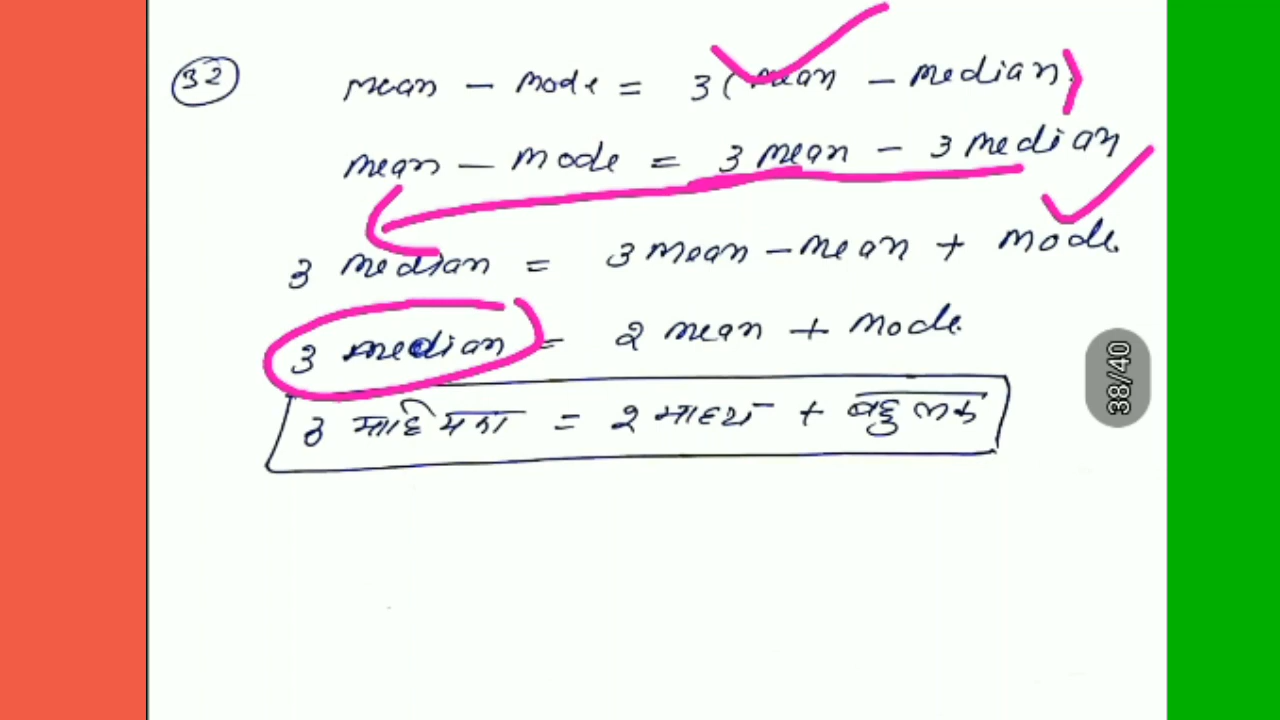 32
mean - mode = 3(mean - median)
mean - mode = 3 mean - 3 median
3 median = 3 mean - mean + mode
3 median = 2 mean + mode
3 माध्यिका = 2 माध्य + बहुलक
38/40